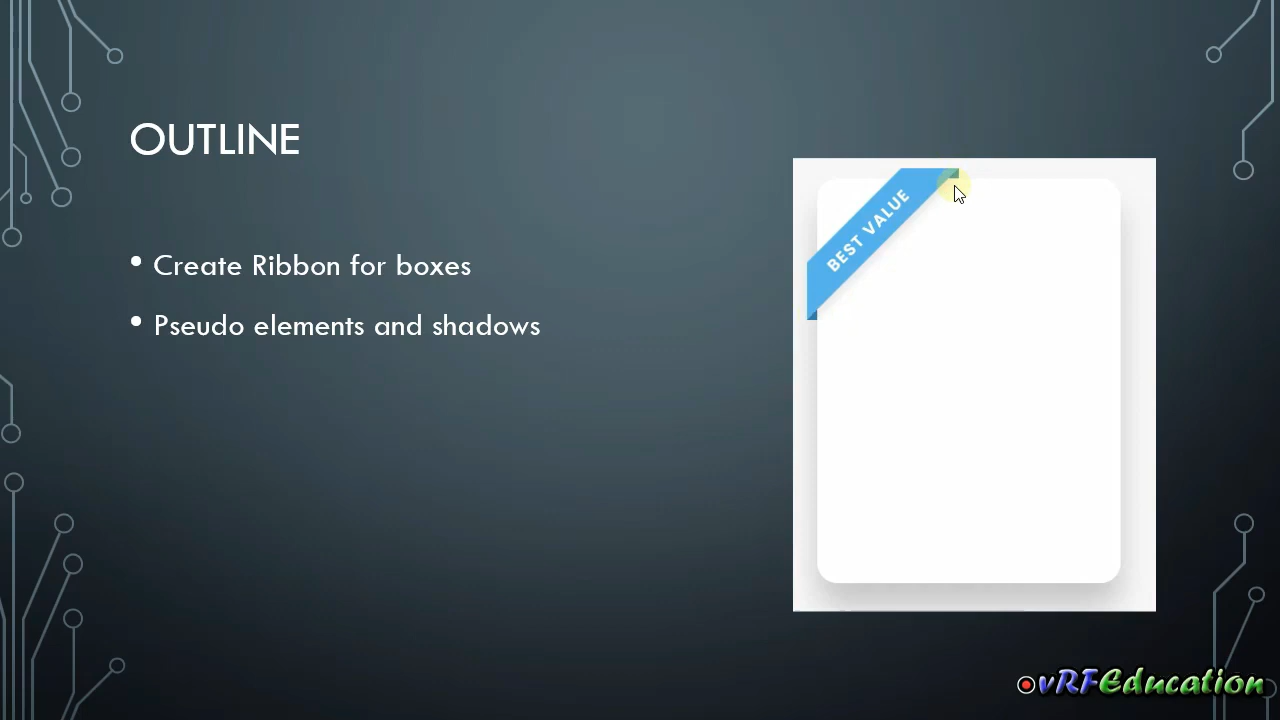 OUTLINE
• Create Ribbon for boxes
• Pseudo elements and shadows
BEST VALUE
vRFEducation